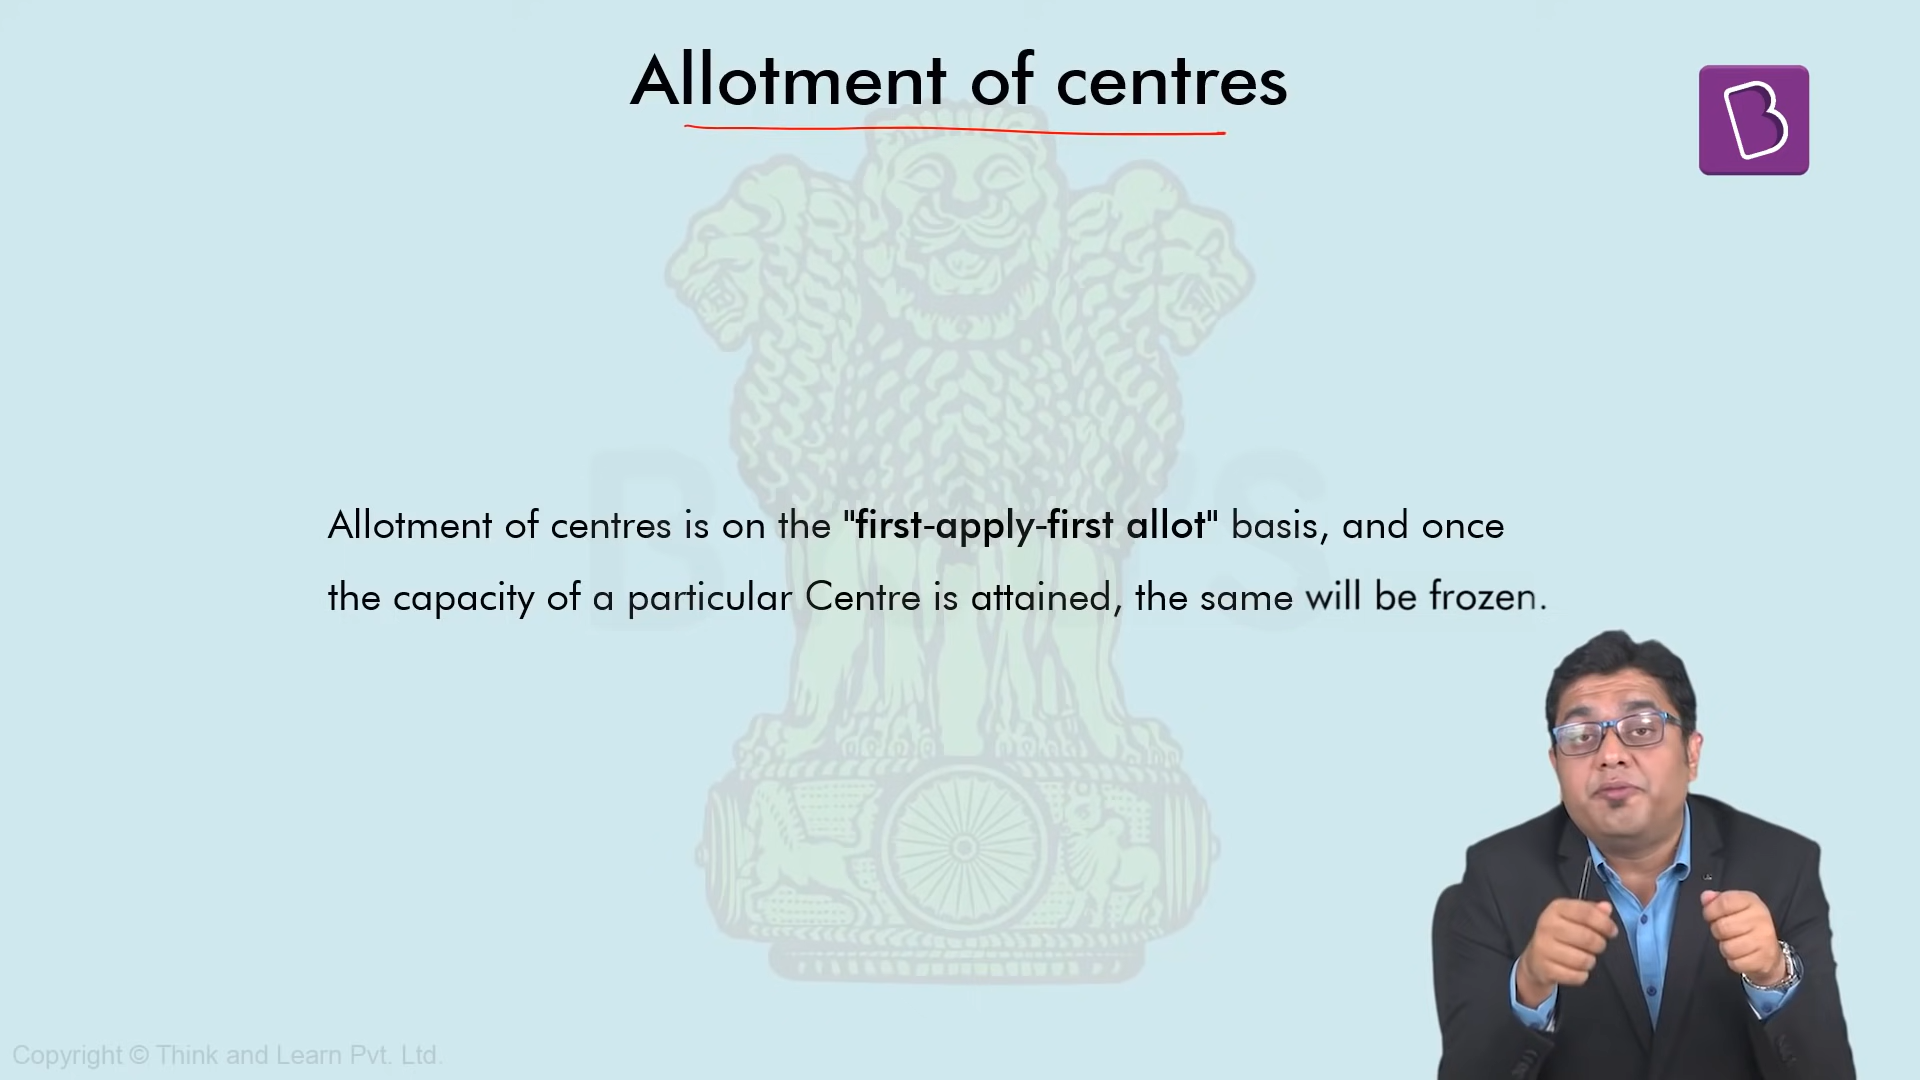 Allotment of centres
Allotment of centres is on the "first-apply-first allot" basis, and once
the capacity of a particular Centre is attained, the same will be frozen.
Copyright © Think and Learn Pvt. Ltd.